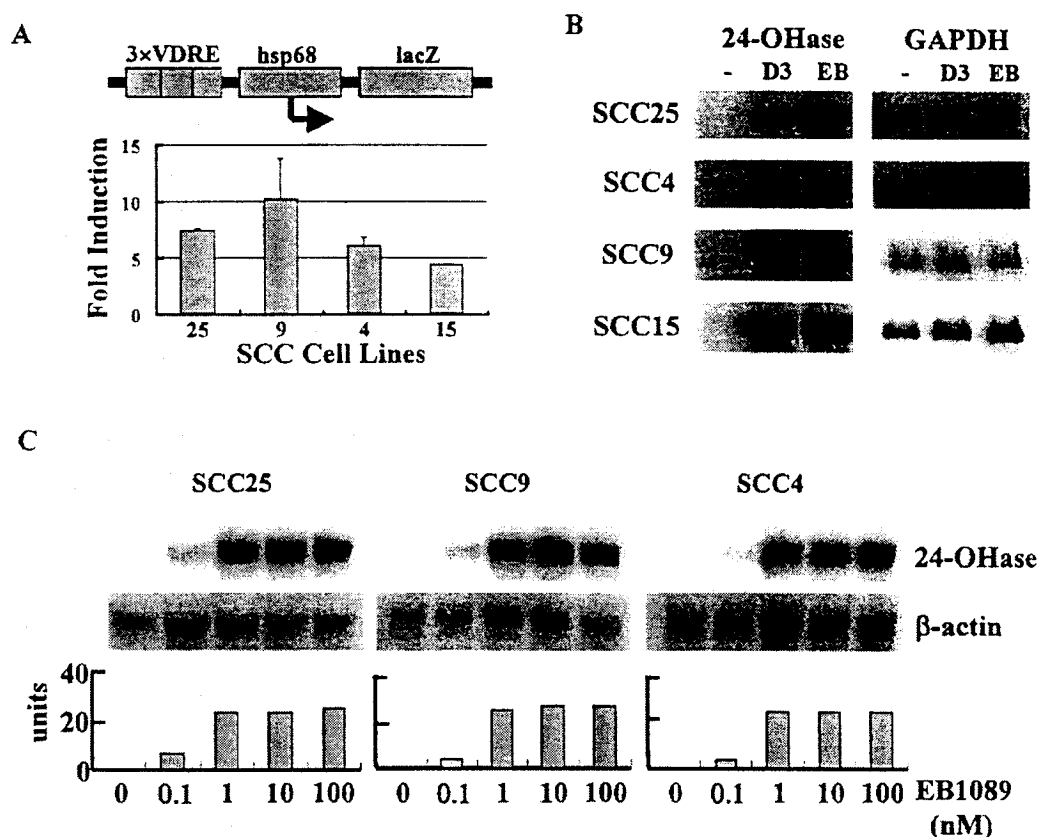 A
3×VDRE hsp68 lacZ
15
10
5
0
Fold Induction
25 9 4 15
SCC Cell Lines
B
24-OHase GAPDH
- D3 EB - D3 EB
SCC25
SCC4
SCC9
SCC15
C
SCC25 SCC9 SCC4
24-OHase
β-actin
40
20
0
units
0 0.1 1 10 100 0 0.1 1 10 100 0 0.1 1 10 100 EB1089
(nM)